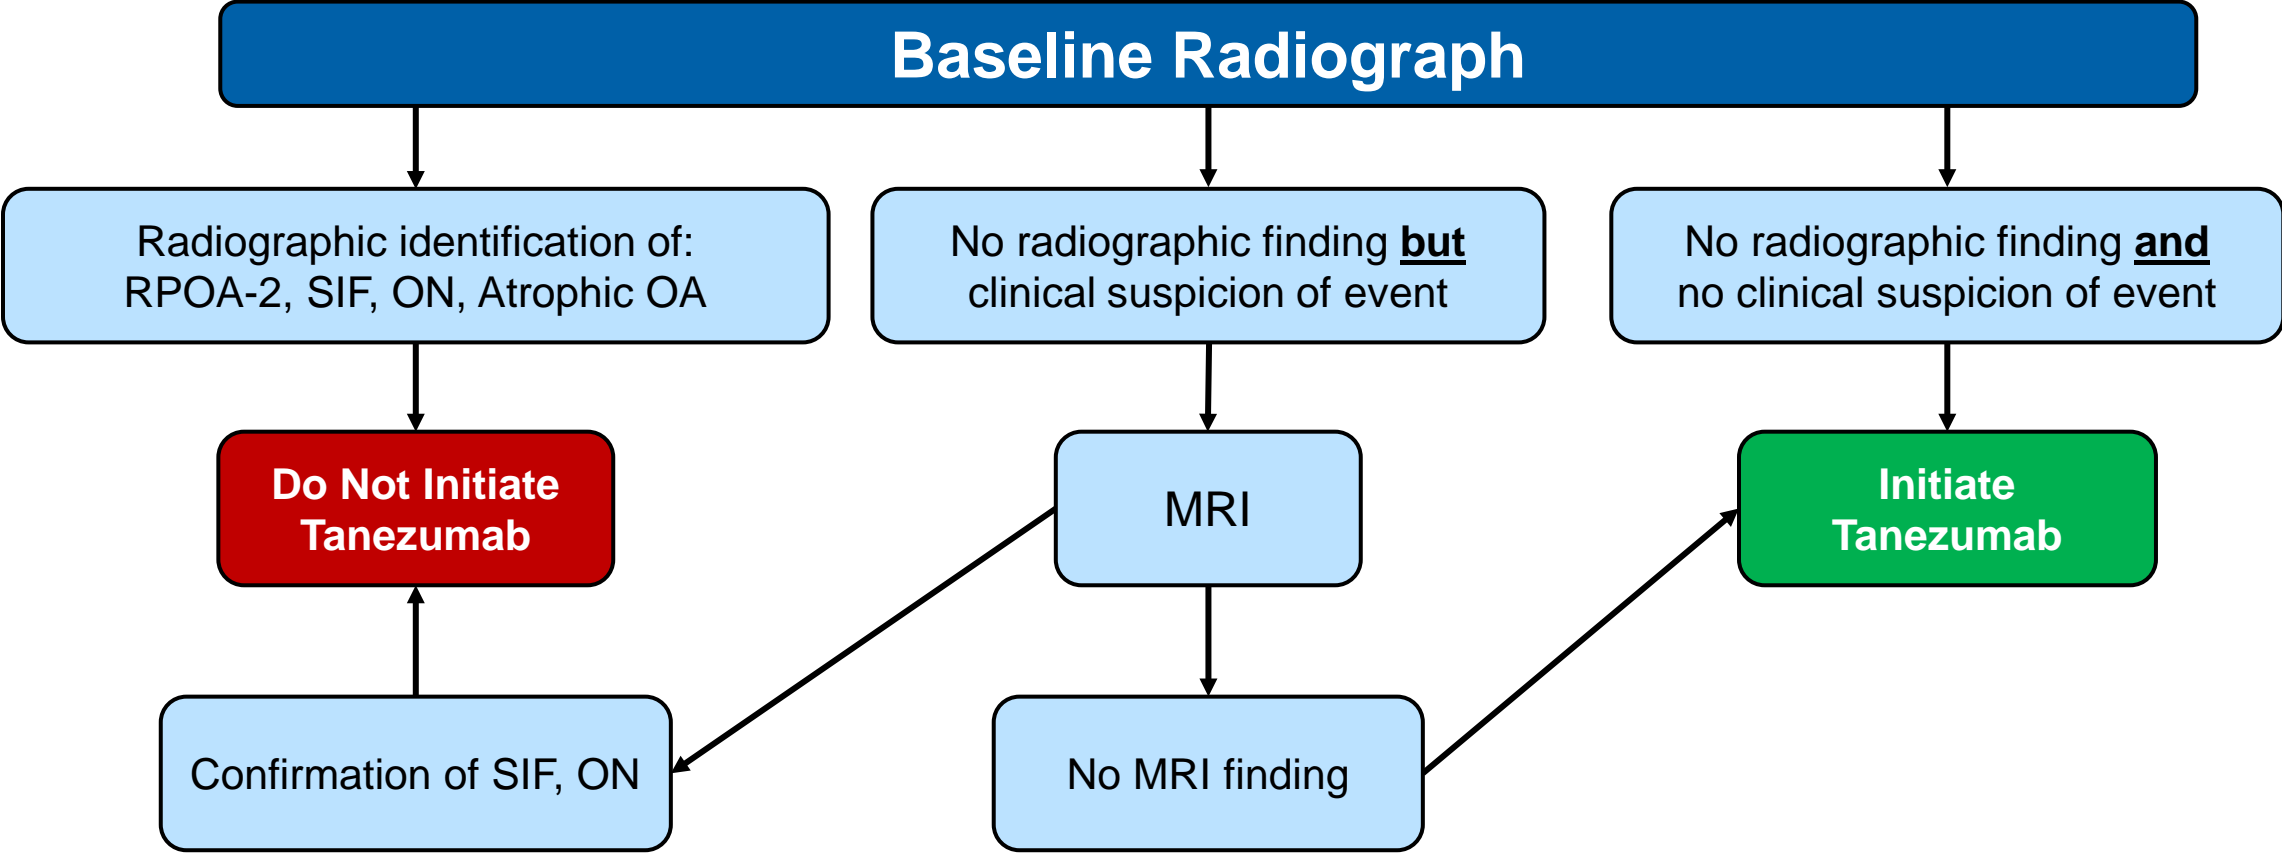 Baseline Radiograph
Radiographic identification of:
RPOA-2, SIF, ON, Atrophic OA
No radiographic finding but
clinical suspicion of event
No radiographic finding and
no clinical suspicion of event
Do Not Initiate
Tanezumab
MRI
Initiate
Tanezumab
Confirmation of SIF, ON
No MRI finding